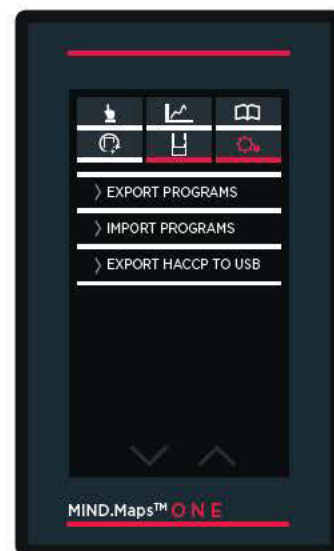 EXPORT PROGRAMS
IMPORT PROGRAMS
EXPORT HACCP TO USB
MIND.Maps™ ONE